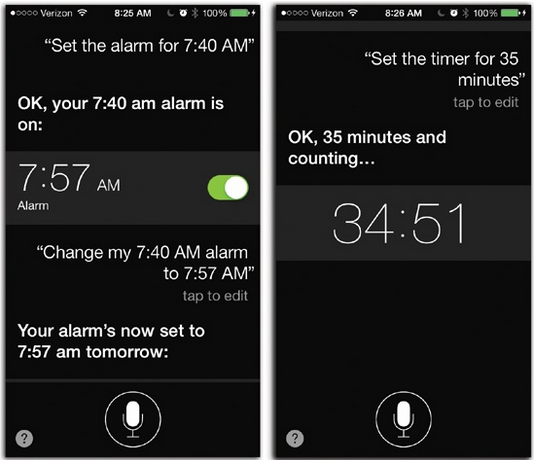 Verizon 8:25 AM 100%
“Set the alarm for 7:40 AM”
OK, your 7:40 am alarm is
on:
7:57 AM
Alarm
“Change my 7:40 AM alarm
to 7:57 AM”
tap to edit
Your alarm's now set to
7:57 am tomorrow:
?
Verizon 8:26 AM 100%
“Set the timer for 35
minutes”
tap to edit
OK, 35 minutes and
counting…
34:51
?